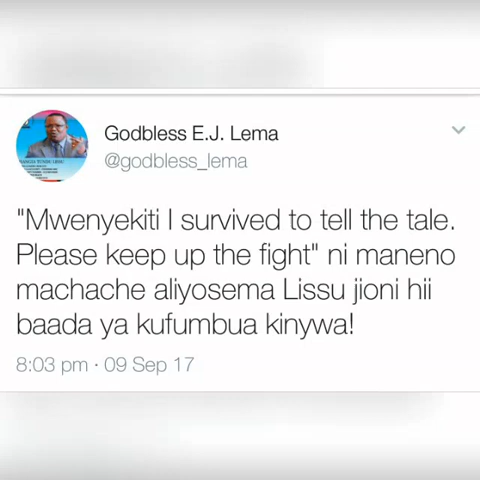 Godbless E.J. Lema
@godbless_lema
"Mwenyekiti I survived to tell the tale.
Please keep up the fight" ni maneno
machache aliyosema Lissu jioni hii
baada ya kufumbua kinywa!
8:03 pm · 09 Sep 17